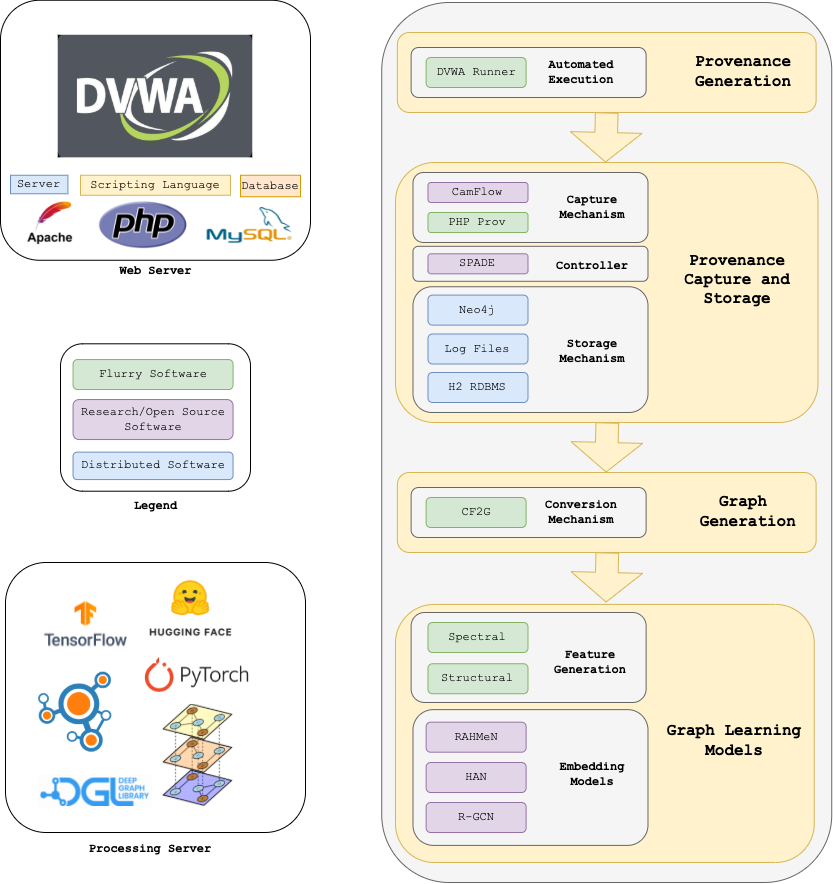 DVWA
Server
Scripting Language
Database
Apache
php
MySQL
Web Server
Flurry Software
Research/Open Source
Software
Distributed Software
Legend
TensorFlow
HUGGING FACE
PyTorch
DGL
DEEP
GRAPH
LIBRARY
Processing Server
DVWA Runner
Automated
Execution
Provenance
Generation
CamFlow
PHP Prov
Capture
Mechanism
SPADE
Controller
Neo4j
Log Files
H2 RDBMS
Storage
Mechanism
Provenance
Capture and
Storage
CF2G
Conversion
Mechanism
Graph
Generation
Spectral
Structural
Feature
Generation
RAHMeN
HAN
R-GCN
Embedding
Models
Graph Learning
Models